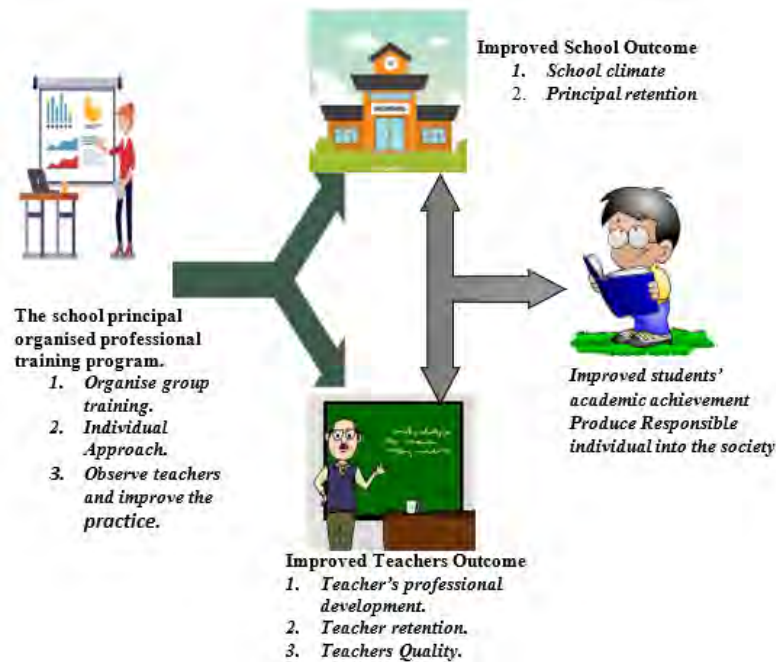 Improved School Outcome
1. School climate
2. Principal retention
The school principal
organised professional
training program.
1. Organise group
training.
2. Individual
Approach.
3. Observe teachers
and improve the
practice.
Improved students’
academic achievement
Produce Responsible
individual into the society
Improved Teachers Outcome
1. Teacher’s professional
development.
2. Teacher retention.
3. Teachers Quality.